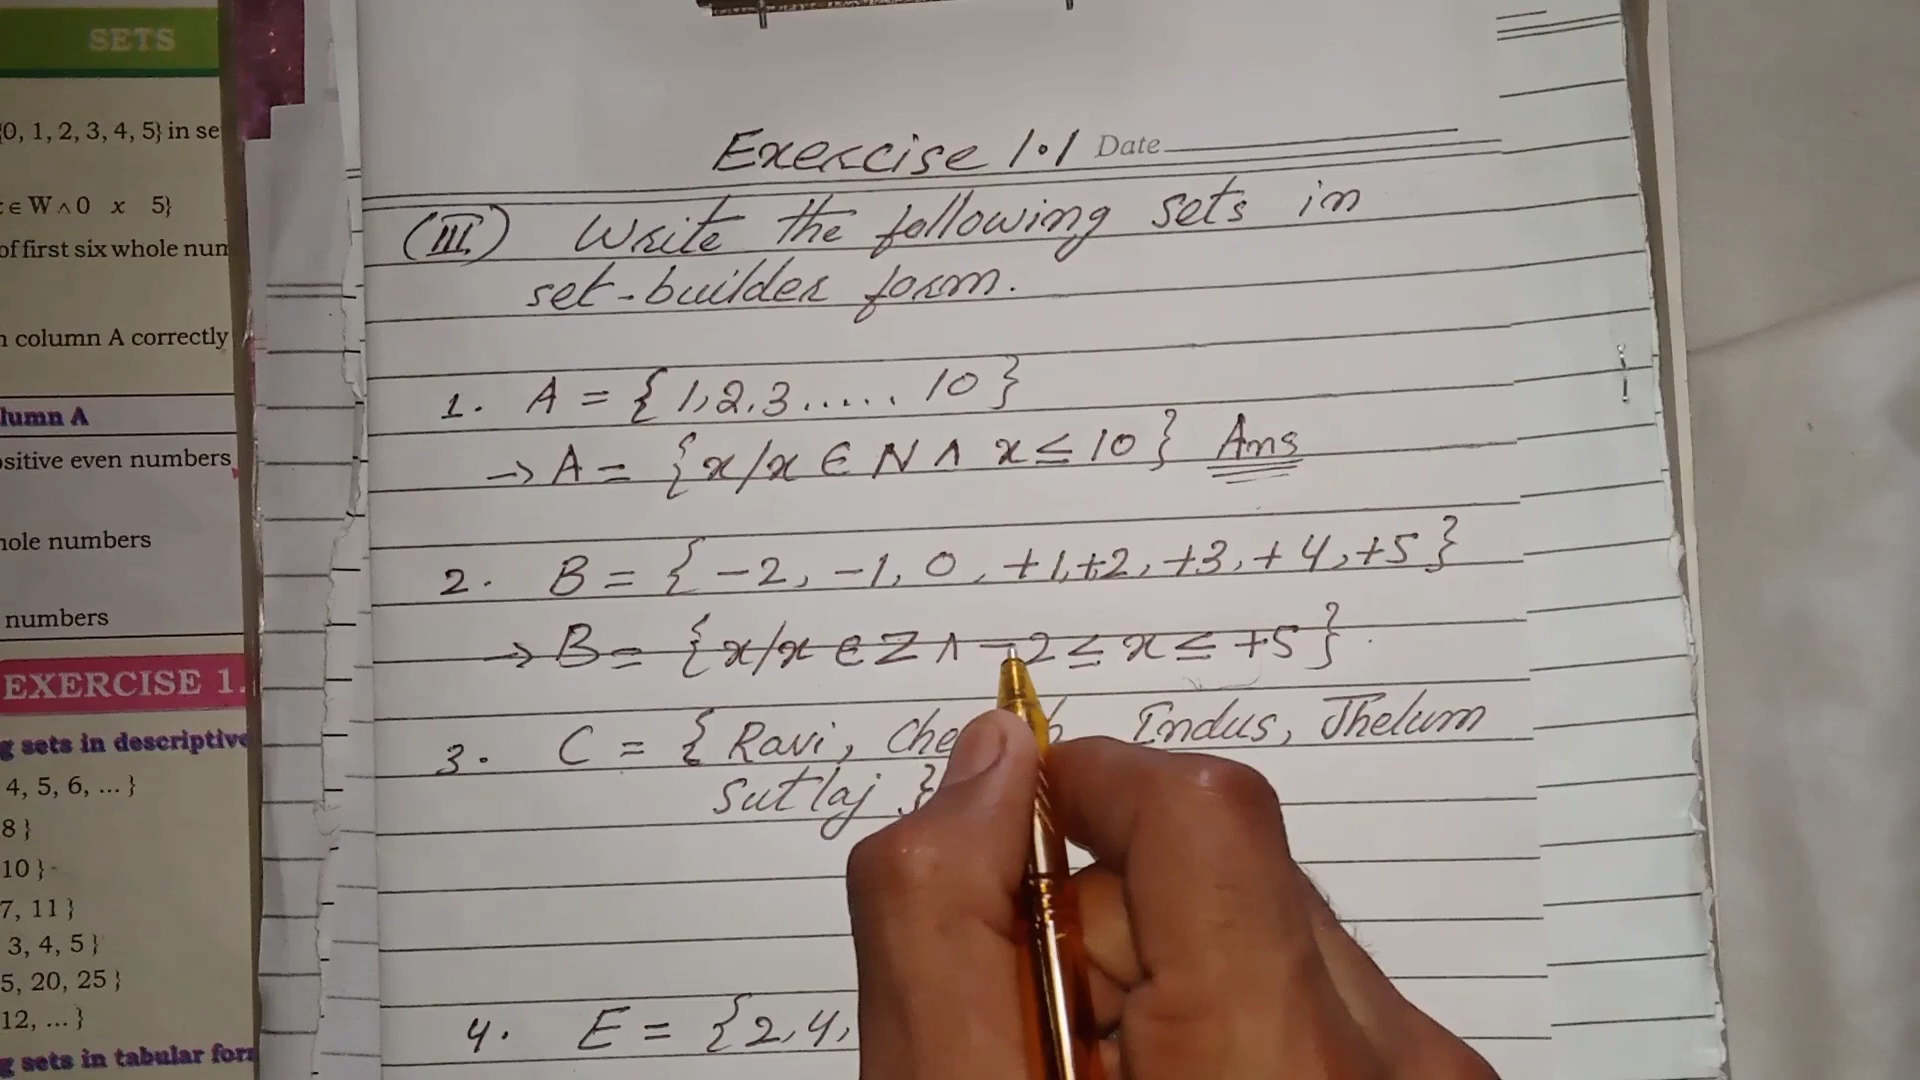 SETS
{0, 1, 2, 3, 4, 5} in se
∈ W ∧ 0 x 5}
of first six whole num
column A correctly
lumn A
ositive even numbers
hole numbers
numbers
EXERCISE 1.
g sets in descriptive
4, 5, 6, ... }
8 }
10 }
7, 11 }
3, 4, 5 }
5, 20, 25 }
12, ... }
g sets in tabular for
Exercise 1.1 Date
(III) Write the following sets in
set-builder form.
1. A = { 1, 2, 3 ..... 10 }
→ A = { x/x ∈ N ∧ x ≤ 10 } Ans
2. B = { -2, -1, 0, +1, +2, +3, +4, +5 }
→ B = { x/x ∈ Z ∧ -2 ≤ x ≤ +5 }
3. C = { Ravi, Che Indus, Jhelum
sutlaj }
4. E = { 2, 4,